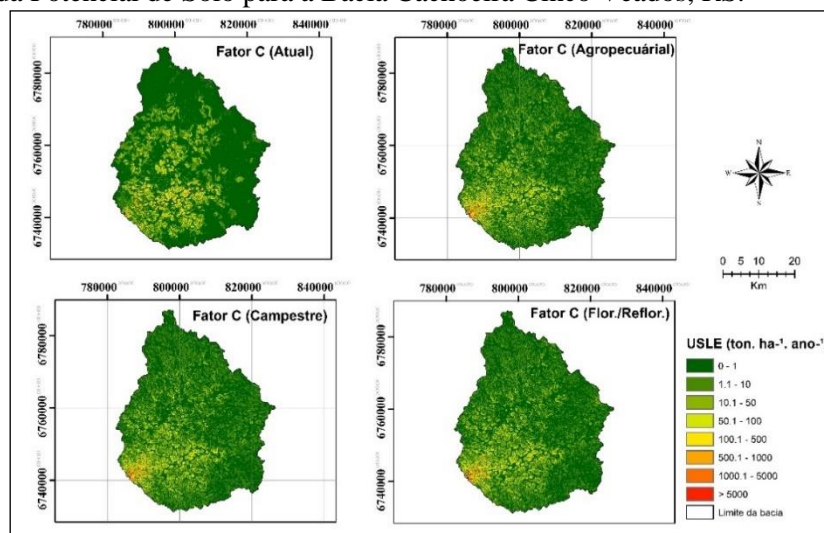 da Potencial de Solo para a Bacia Cachoeira Cinco Veados, RS.
780000 800000 820000 840000
780000 800000 820000 840000
Fator C (Atual)
Fator C (Agropecuárial)
6780000
6760000
6740000
6780000
6760000
6740000
N
W E
S
0 5 10 20
Km
780000 800000 820000 840000
780000 800000 820000 840000
Fator C (Campestre)
Fator C (Flor./Reflor.)
6780000
6760000
6740000
6780000
6760000
6740000
USLE (ton. ha-¹. ano-¹
0 - 1
1.1 - 10
10.1 - 50
50.1 - 100
100.1 - 500
500.1 - 1000
1000.1 - 5000
> 5000
Limite da bacia